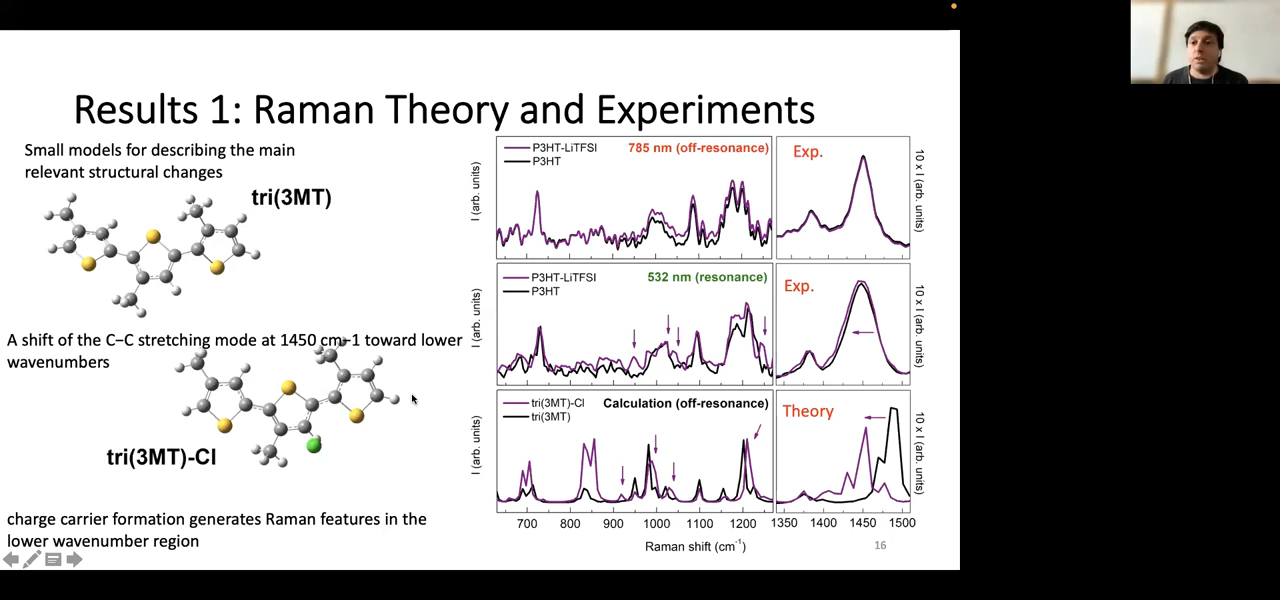 Results 1: Raman Theory and Experiments
Small models for describing the main
relevant structural changes
tri(3MT)
A shift of the C−C stretching mode at 1450 cm−1 toward lower
wavenumbers
tri(3MT)-Cl
charge carrier formation generates Raman features in the
lower wavenumber region
P3HT-LiTFSI
P3HT
785 nm (off-resonance)
Exp.
I (arb. units)
10 x I (arb. units)
P3HT-LiTFSI
P3HT
532 nm (resonance)
Exp.
I (arb. units)
10 x I (arb. units)
tri(3MT)-Cl
tri(3MT)
Calculation (off-resonance)
Theory
I (arb. units)
10 x I (arb. units)
700 800 900 1000 1100 1200 1350 1400 1450 1500
Raman shift (cm⁻¹)
16